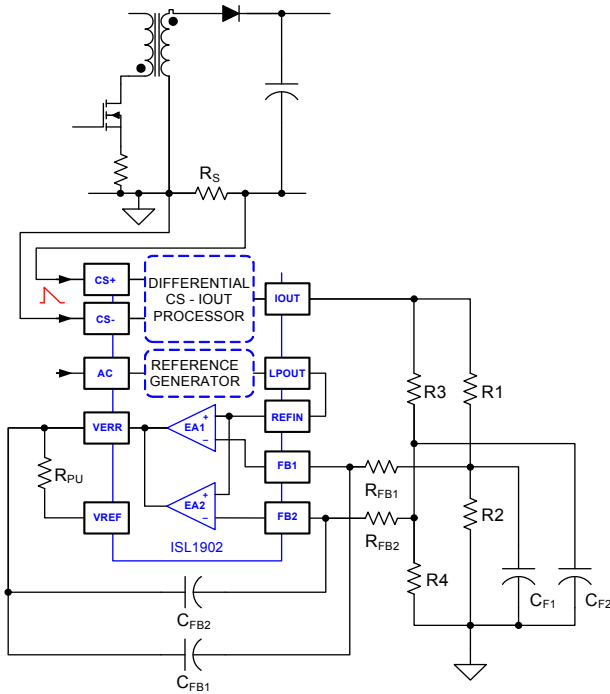 RS
CS+
DIFFERENTIAL
CS - IOUT
PROCESSOR
IOUT
CS-
AC
REFERENCE
GENERATOR
LPOUT
R3
R1
VERR
+
EA1
−
REFIN
FB1
RFB1
RPU
+
EA2
−
FB2
RFB2
R2
VREF
ISL1902
R4
CF1
CF2
CFB2
CFB1